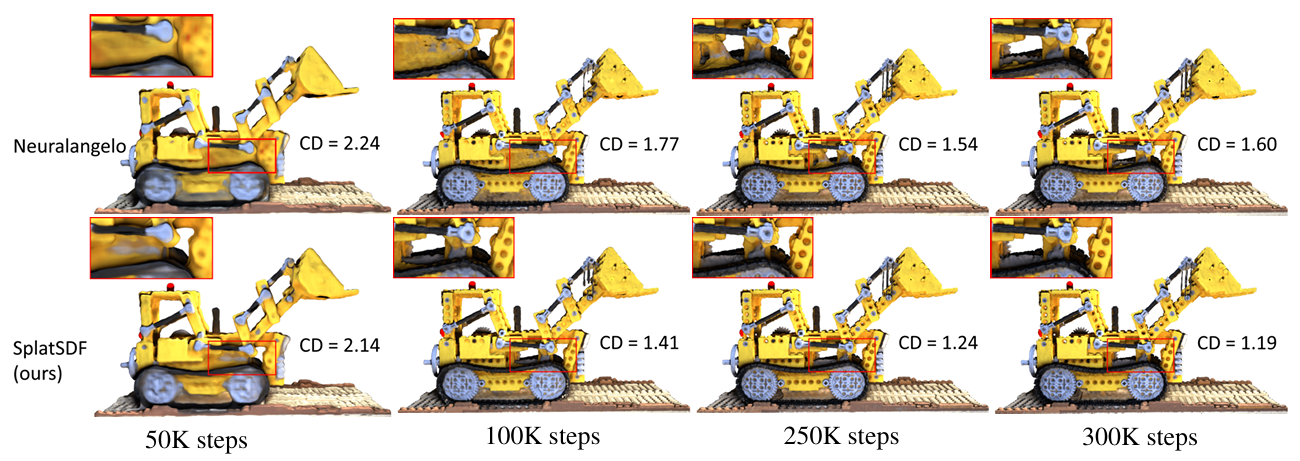 Neuralangelo
CD = 2.24
CD = 1.77
CD = 1.54
CD = 1.60
SplatSDF
(ours)
CD = 2.14
CD = 1.41
CD = 1.24
CD = 1.19
50K steps
100K steps
250K steps
300K steps